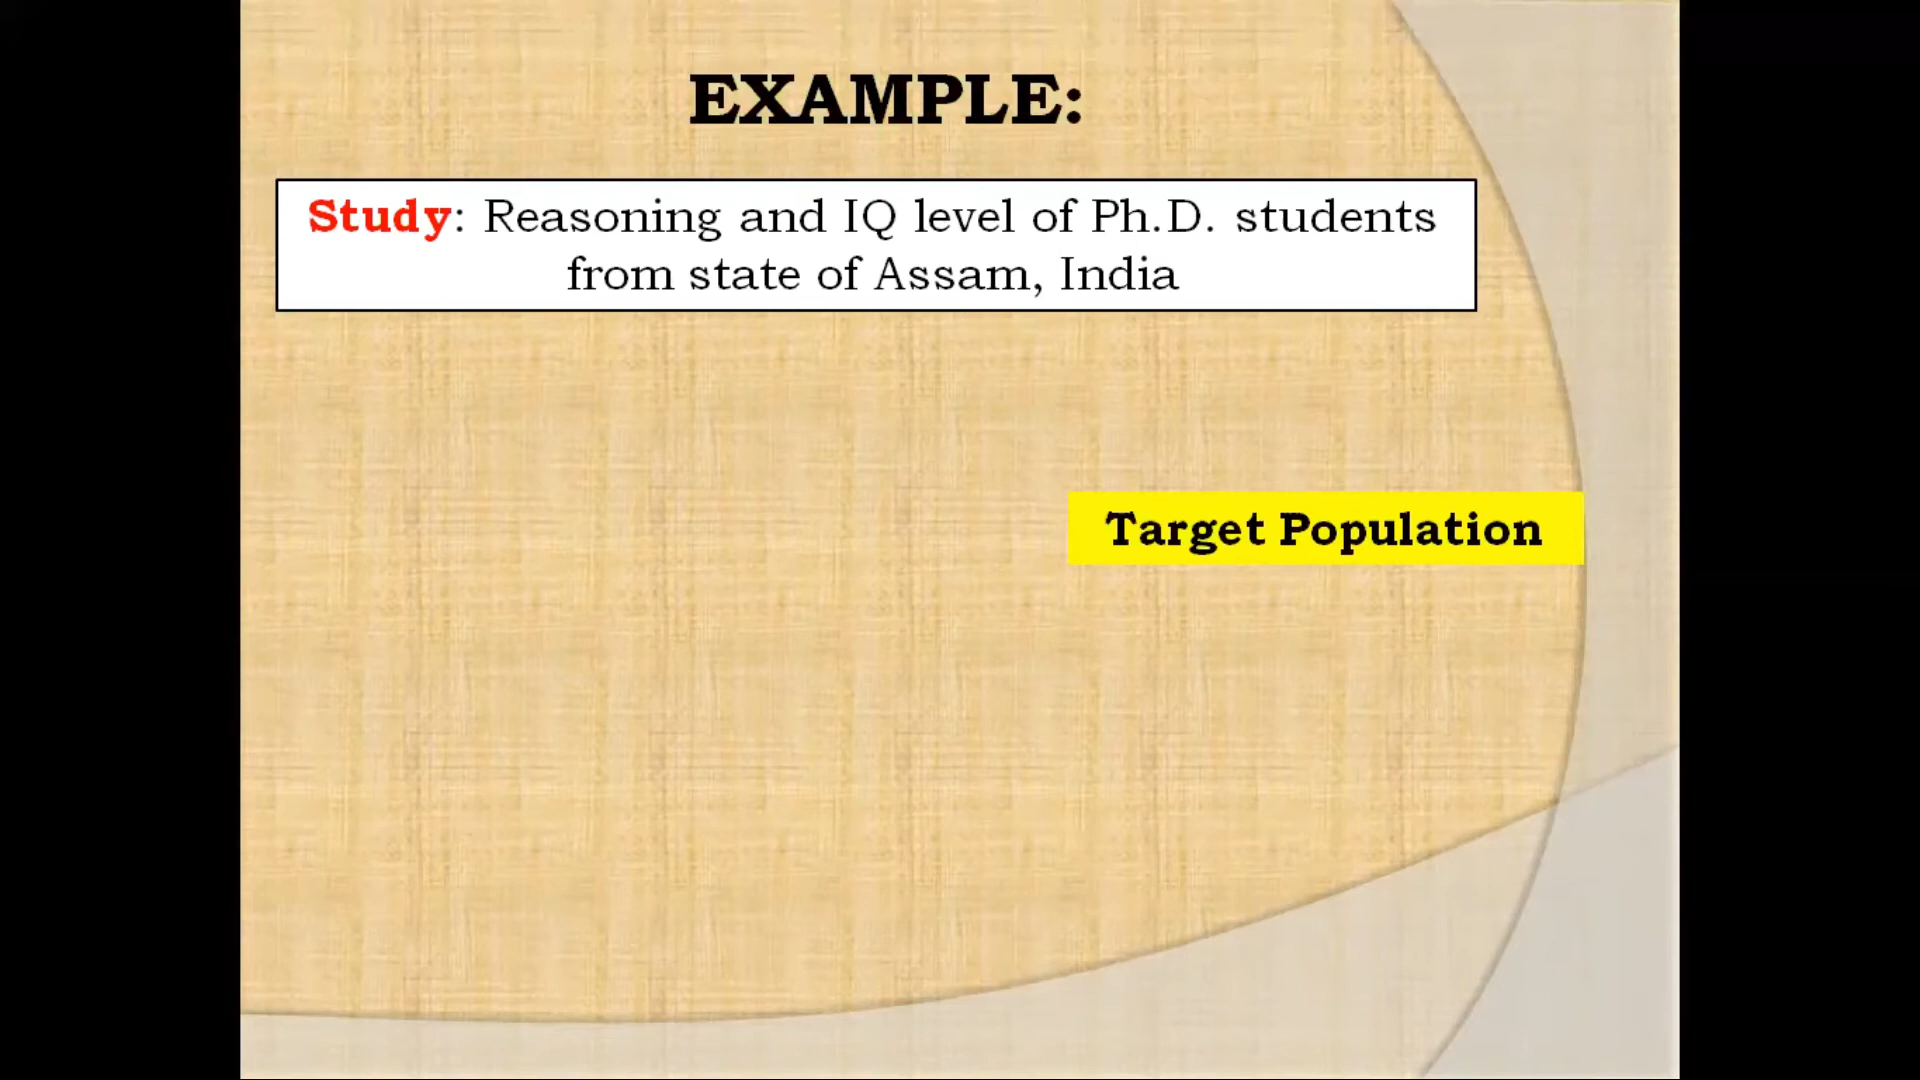 EXAMPLE:
Study: Reasoning and IQ level of Ph.D. students
from state of Assam, India
Target Population